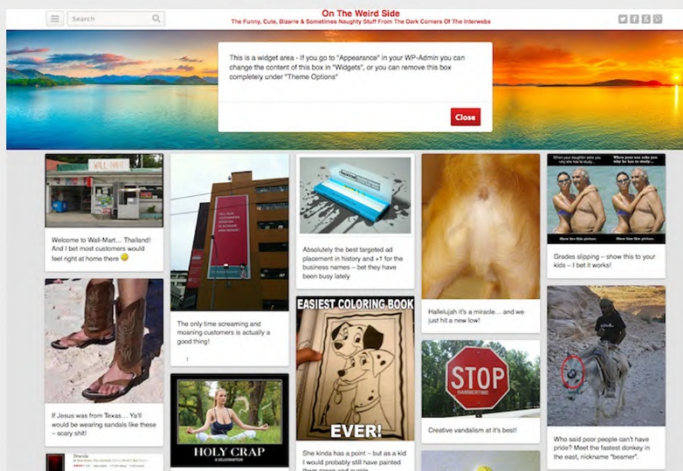 Search
On The Weird Side
The Funny, Cute, Bizarre & Sometimes Naughty Stuff From The Dark Corners Of The Interwebs
This is a widget area - If you go to "Appearance" in your WP-Admin you can
change the content of this box in "Widgets", or you can remove this box
completely under "Theme Options"
Close
WALL-MART
Welcome to Wall-Mart... Thailand!
And I bet most customers would
feel right at home there
If Jesus was from Texas... Ya'll
would be wearing sandals like these
– scary shit!
The only time screaming and
moaning customers is actually a
good thing!
HOLY CRAP
Absolutely the best targeted ad
placement in history and +1 for the
business names – bet they have
been busy lately
EASIEST COLORING BOOK
EVER!
She kinda has a point – but as a kid
I would probably still have painted
Hallelujah it's a miracle... and we
just hit a new low!
STOP
HAMMERTIME
Creative vandalism at it's best!
Grades slipping – show this to your
kids – I bet it works!
Who said poor people can't have
pride? Meet the fastest donkey in
the east, nickname "beamer".